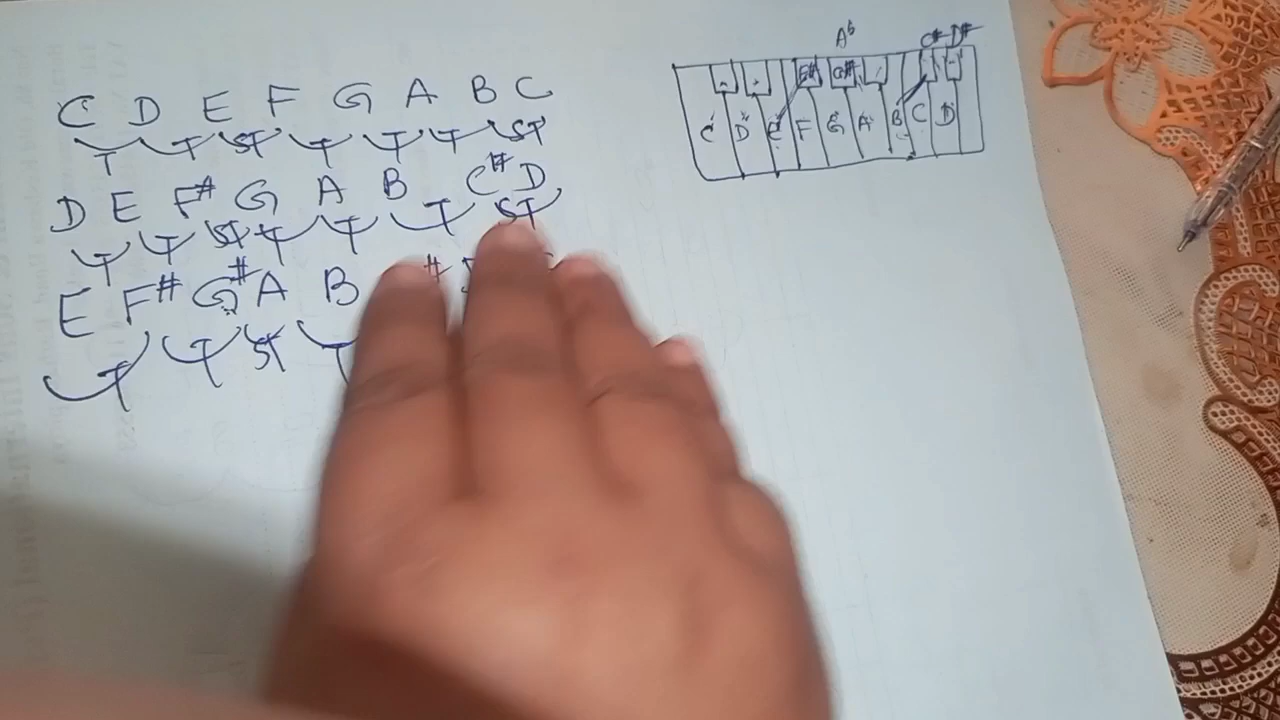 C D E F G A B C
T T ST T T T ST
D E F# G A B C# D
T T ST T T T ST
E F# G# A B #
T T ST T
A♭ C# D#
F# G#
C D E F G A B C D